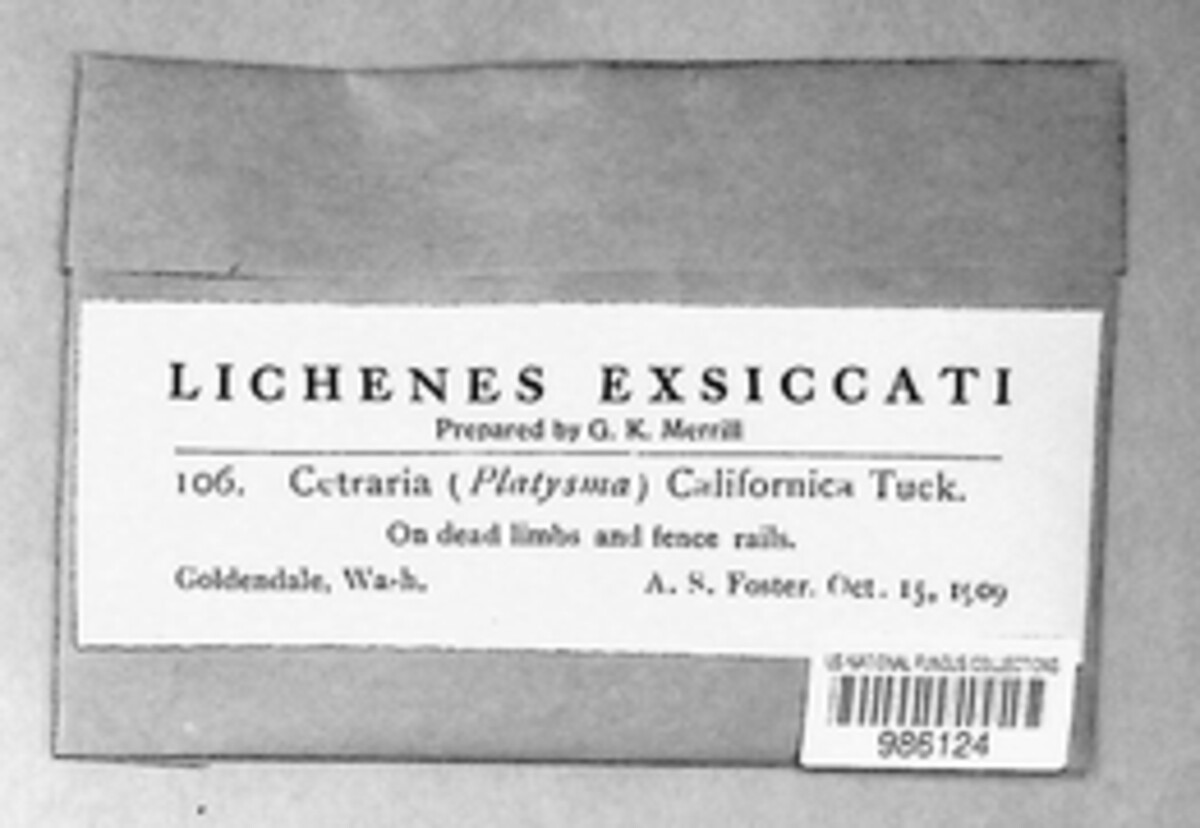 LICHENES EXSICCATI
Prepared by G. K. Merrill
106. Cetraria (Platysma) Californica Tuck.
On dead limbs and fence rails.
Goldendale, Wash. A. S. Foster. Oct. 15, 1909
US NATIONAL FUNGUS COLLECTIONS
986124